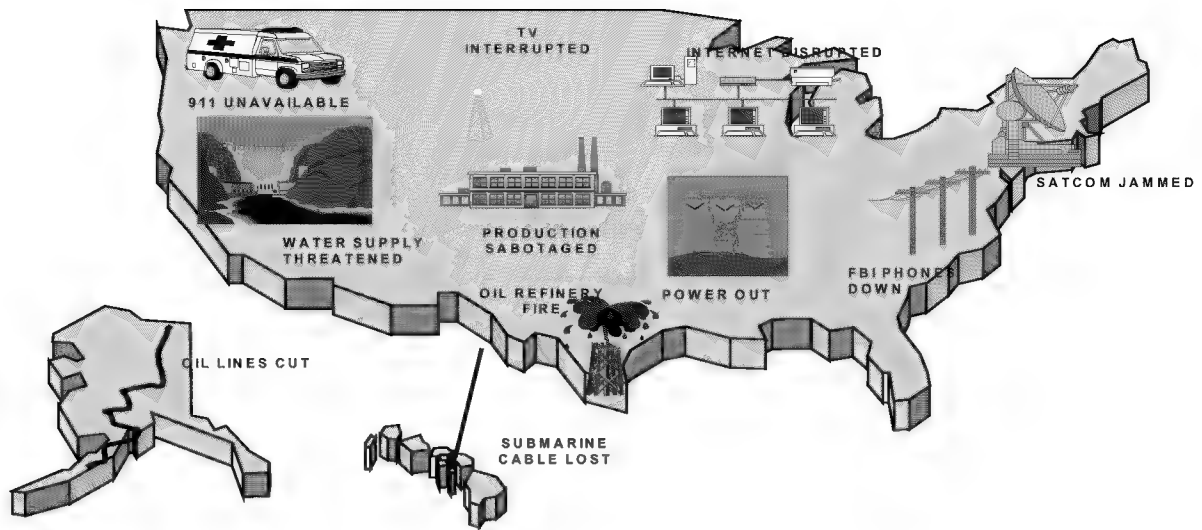 TV
INTERRUPTED
INTERNET DISRUPTED
911 UNAVAILABLE
SATCOM JAMMED
WATER SUPPLY
THREATENED
PRODUCTION
SABOTAGED
FBI PHONES
DOWN
OIL REFINERY
FIRE
POWER OUT
OIL LINES CUT
SUBMARINE
CABLE LOST